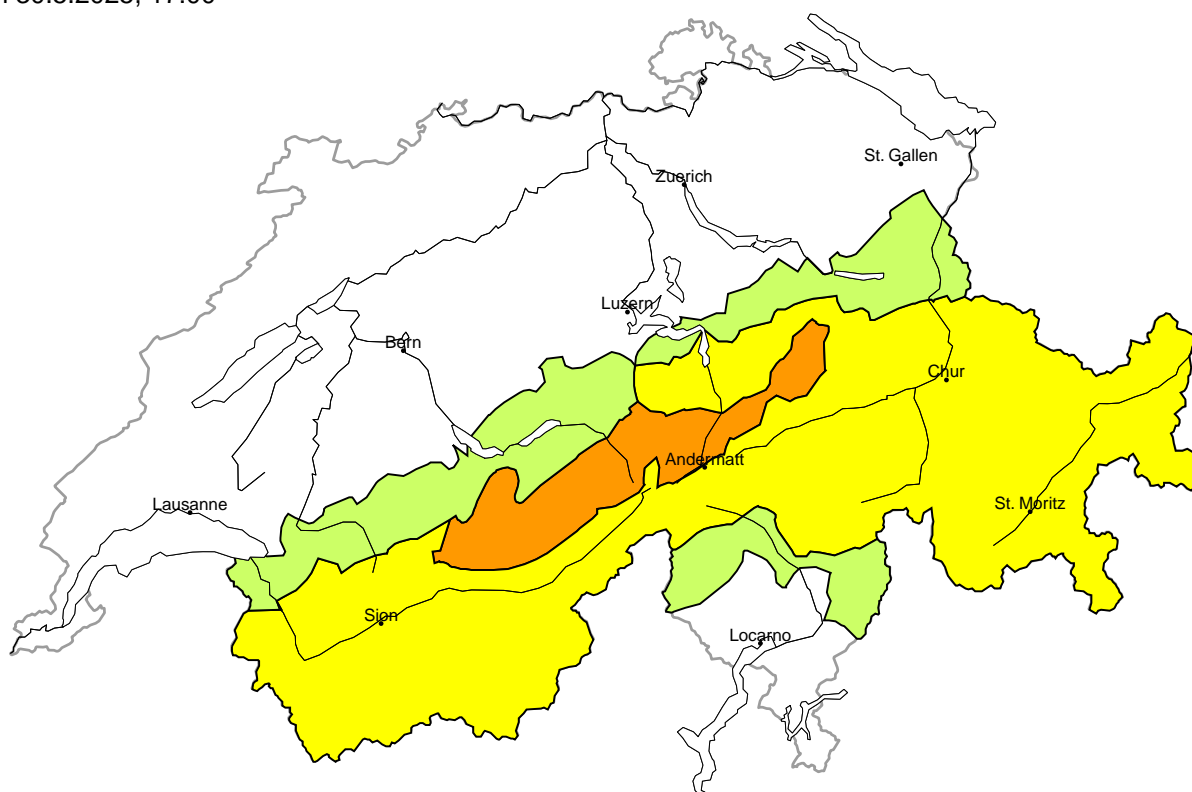 St. Gallen
Zuerich
Luzern
Bern
Chur
Andermatt
Lausanne
St. Moritz
Sion
Locarno